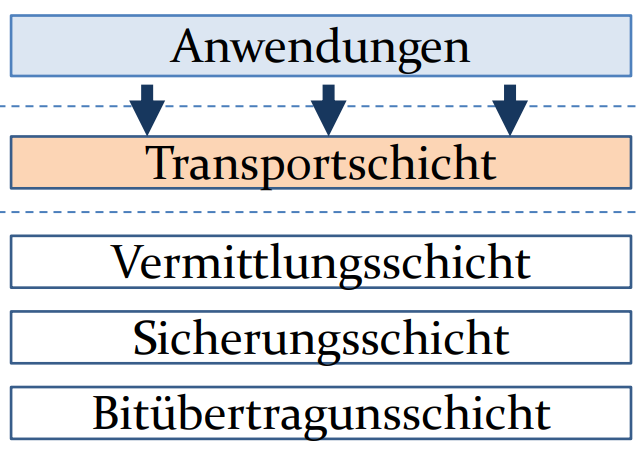 Anwendungen
Transportschicht
Vermittlungsschicht
Sicherungsschicht
Bitübertragunsschicht